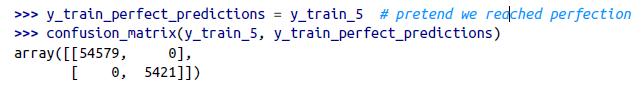 >>> y_train_perfect_predictions = y_train_5  # pretend we reached perfection
>>> confusion_matrix(y_train_5, y_train_perfect_predictions)
array([[54579,     0],
       [    0,  5421]])